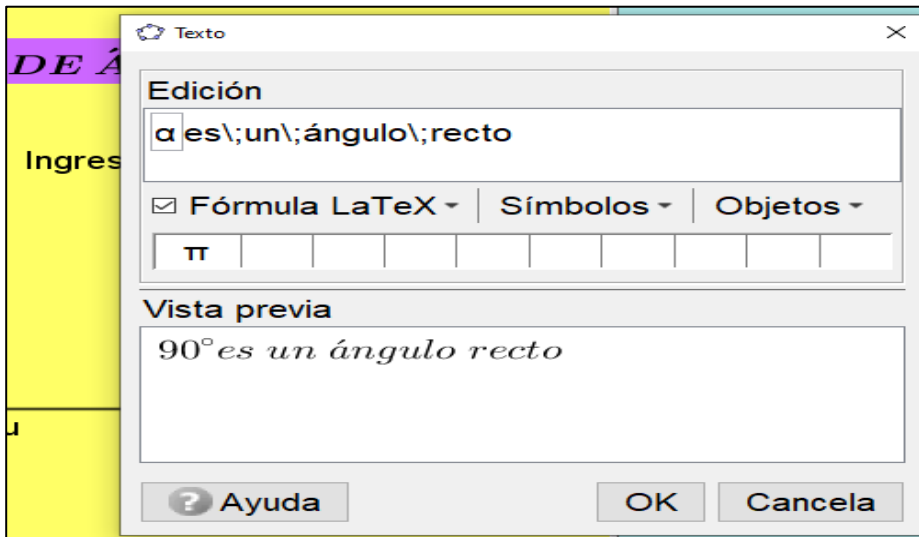 Texto
DE Á
Ingres
Edición
α es\;un\;ángulo\;recto
Fórmula LaTeX Símbolos Objetos
π
Vista previa
90°es un ángulo recto
u
? Ayuda OK Cancela